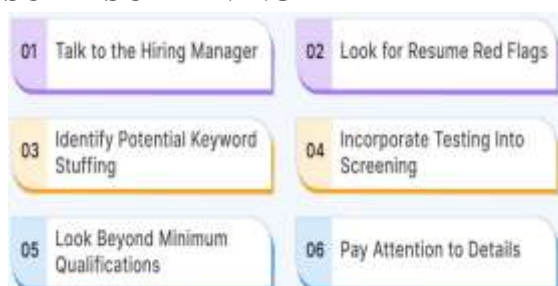 01 Talk to the Hiring Manager
02 Look for Resume Red Flags
03 Identify Potential Keyword
Stuffing
04 Incorporate Testing Into
Screening
05 Look Beyond Minimum
Qualifications
06 Pay Attention to Details